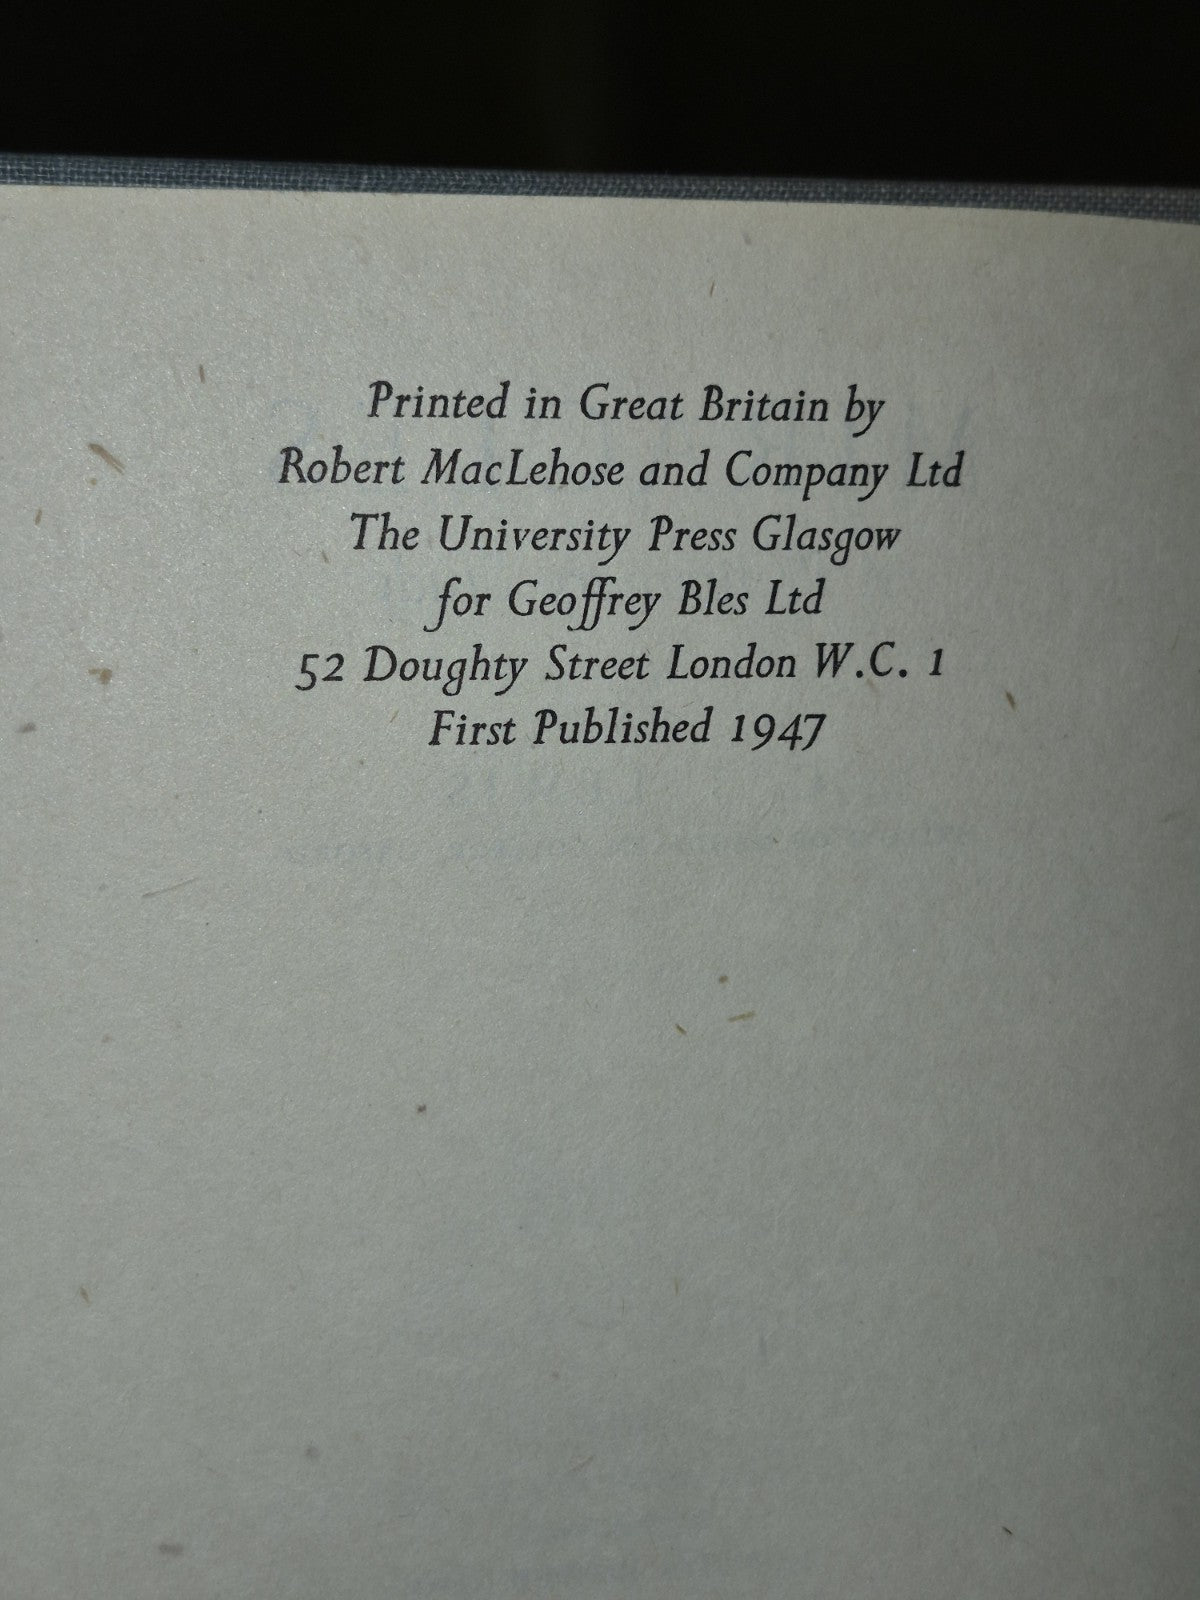 Printed in Great Britain by
Robert MacLehose and Company Ltd
The University Press Glasgow
for Geoffrey Bles Ltd
52 Doughty Street London W.C. 1
First Published 1947